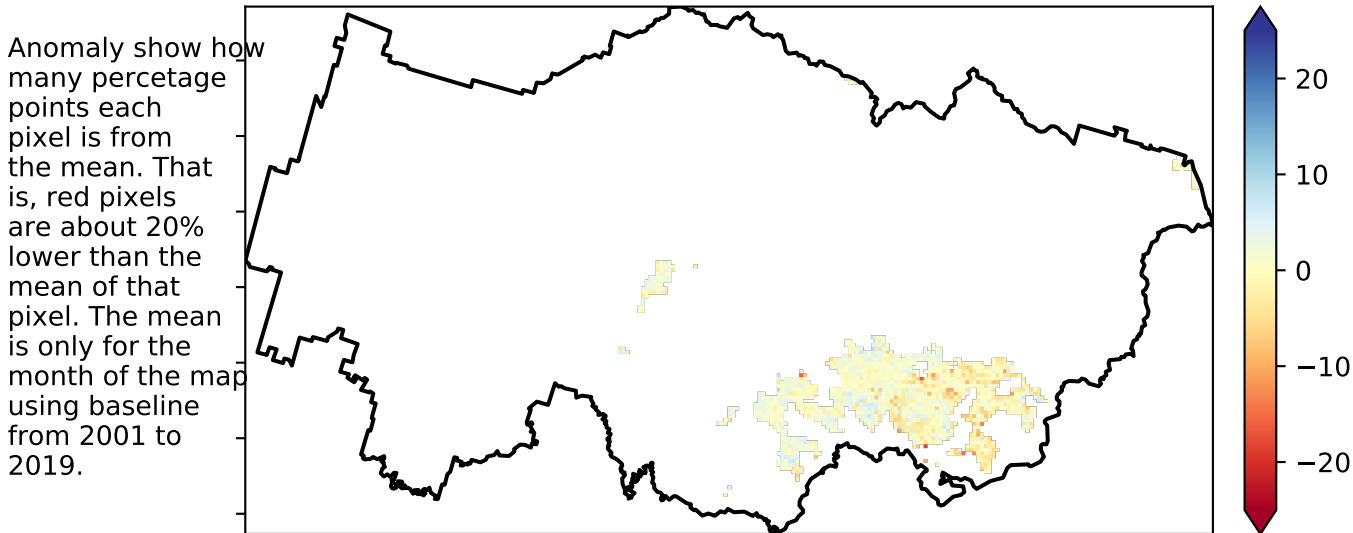 Anomaly show how
many percetage
points each
pixel is from
the mean. That
is, red pixels
are about 20%
lower than the
mean of that
pixel. The mean
is only for the
month of the map
using baseline
from 2001 to
2019.
20
10
0
−10
−20